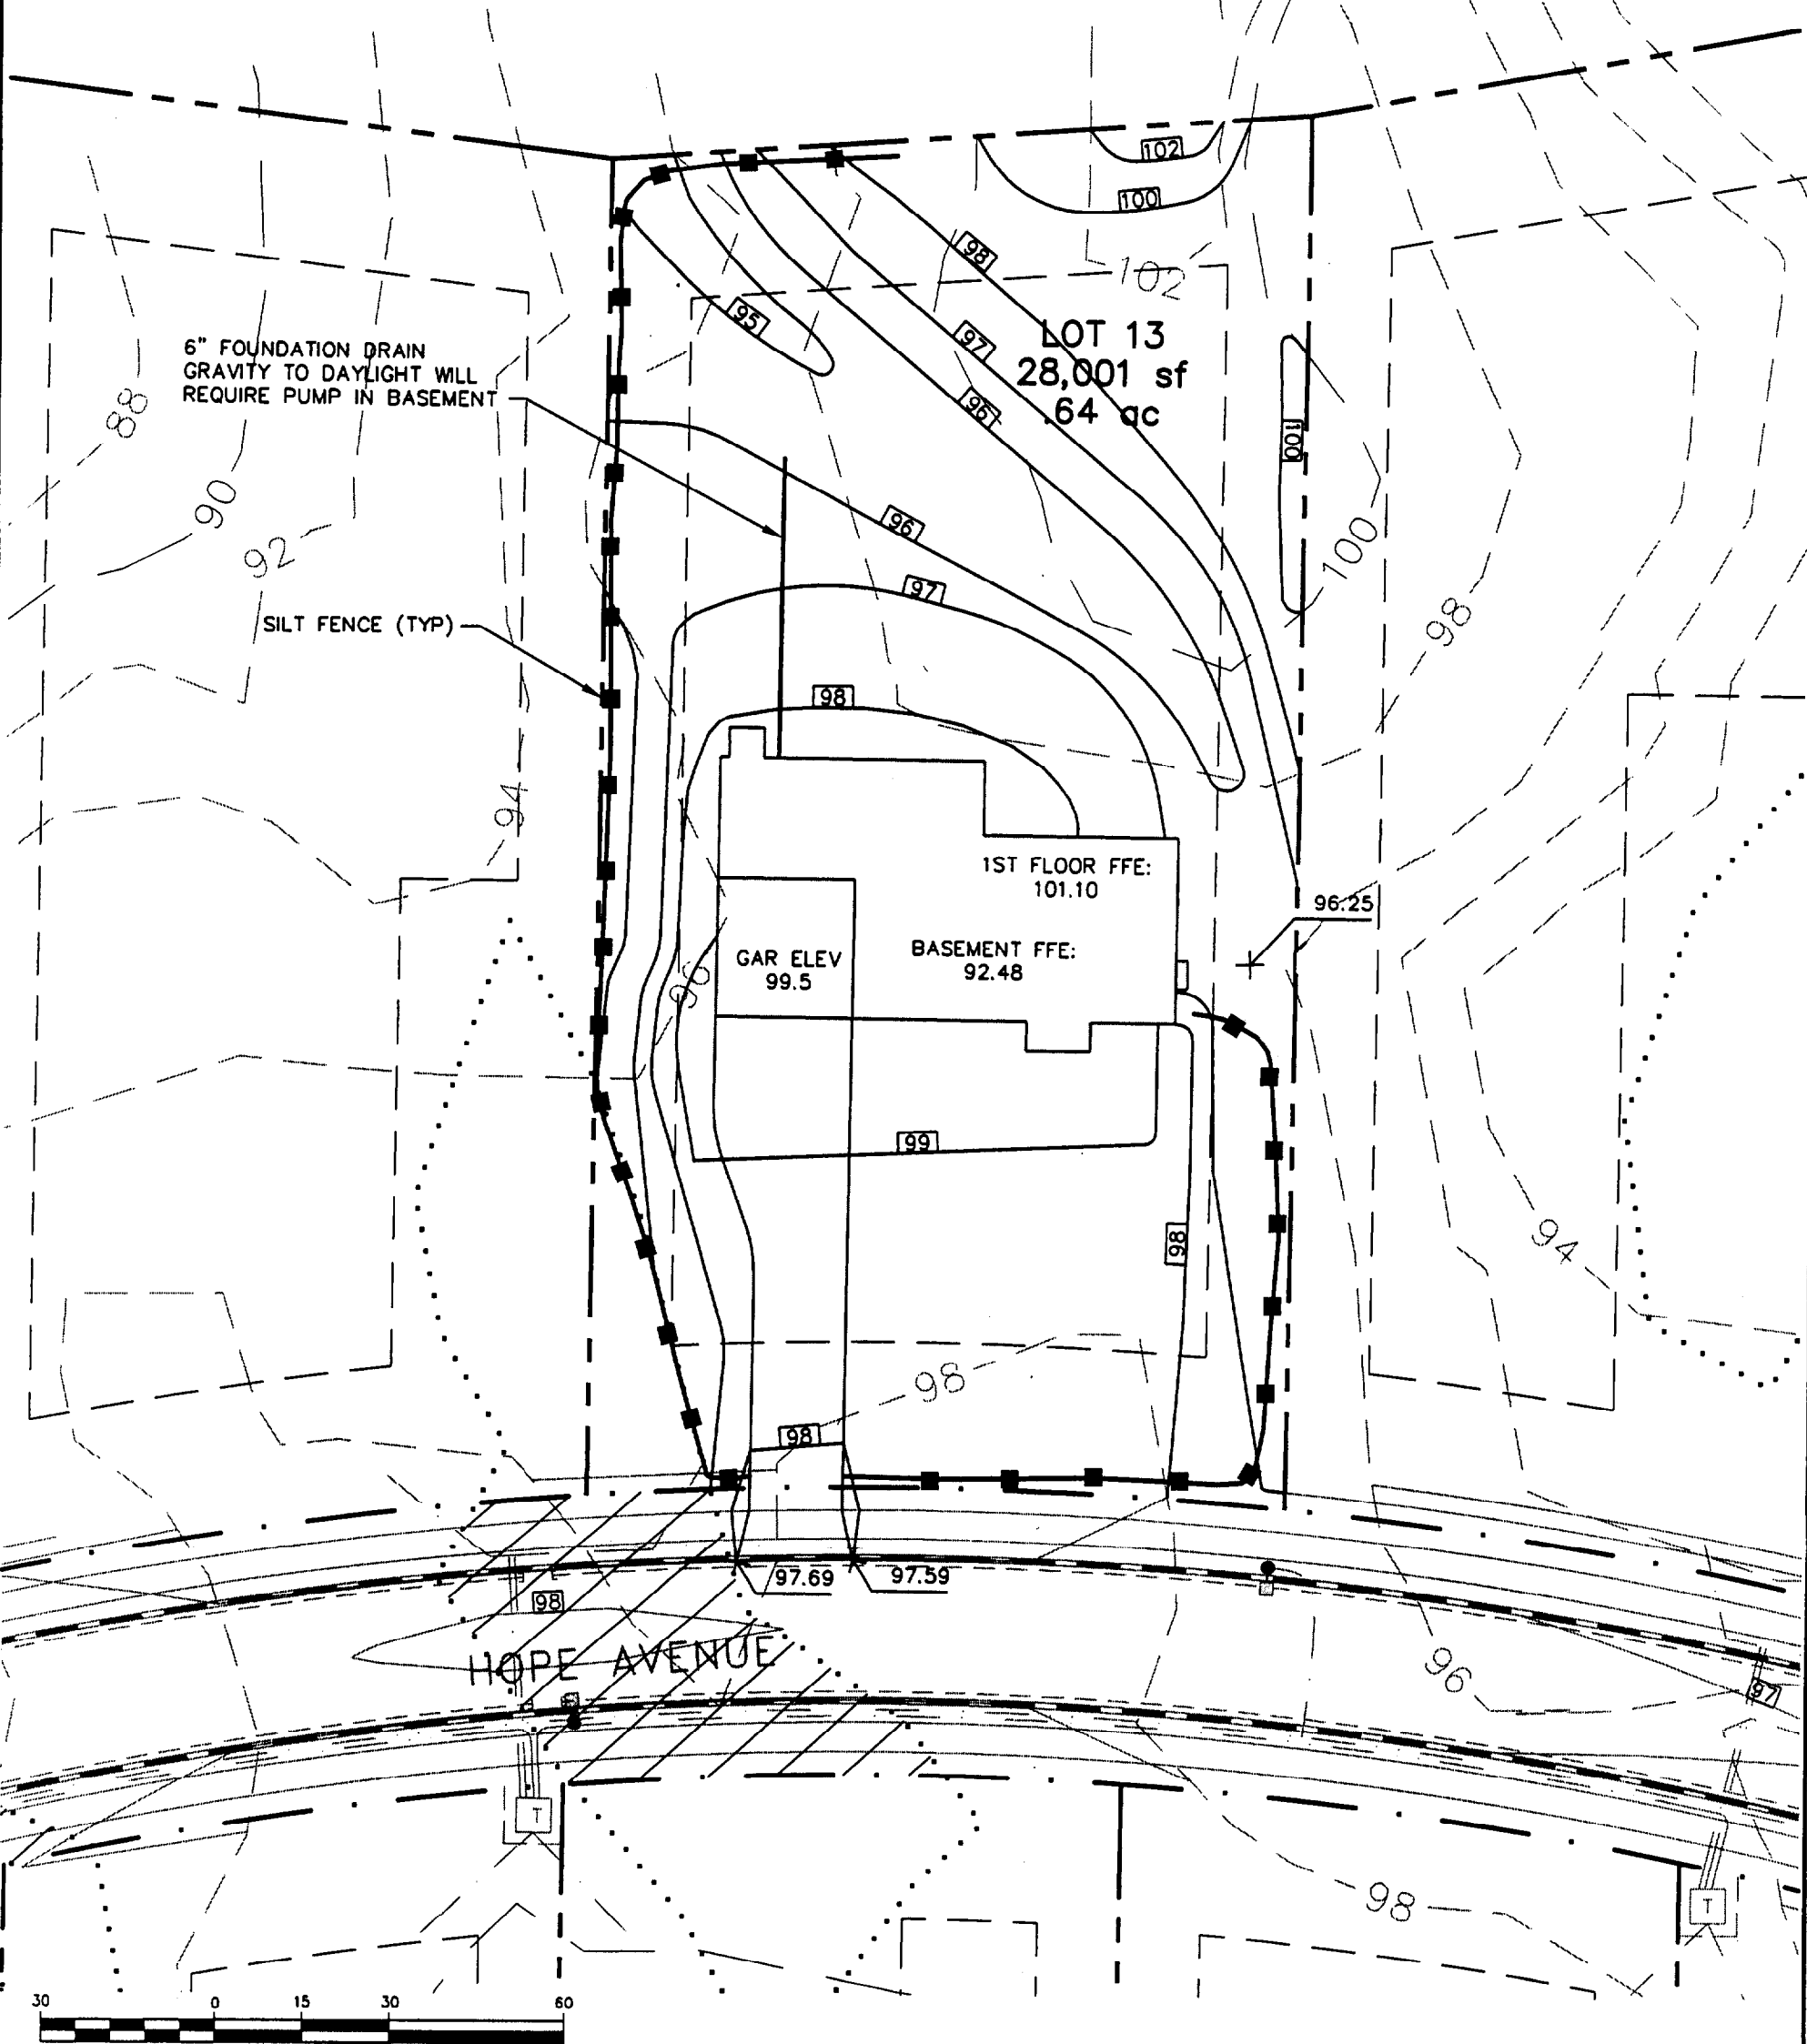 102
100
98
102
LOT 13
28,001 sf
.64 ac
95
97
96
6" FOUNDATION DRAIN
GRAVITY TO DAYLIGHT WILL
REQUIRE PUMP IN BASEMENT
88
90
92
100
100
98
96
97
SILT FENCE (TYP)
98
94
1ST FLOOR FFE:
101.10
96.25
GAR ELEV
99.5
BASEMENT FFE:
92.48
96
99
98
94
98
98
97.69
97.59
98
HOPE AVENUE
96
97
T
98
T
30 0 15 30 60